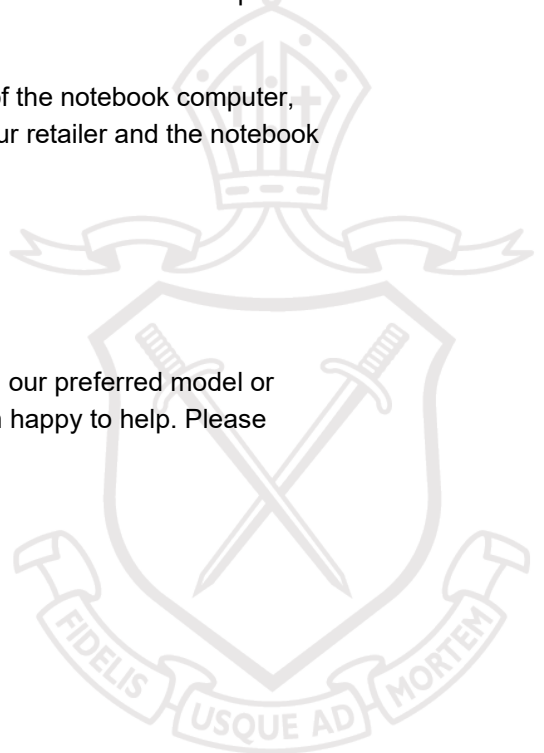 of the notebook computer,
ur retailer and the notebook
our preferred model or
happy to help. Please
FIDELIS
USQUE AD
MORTEM